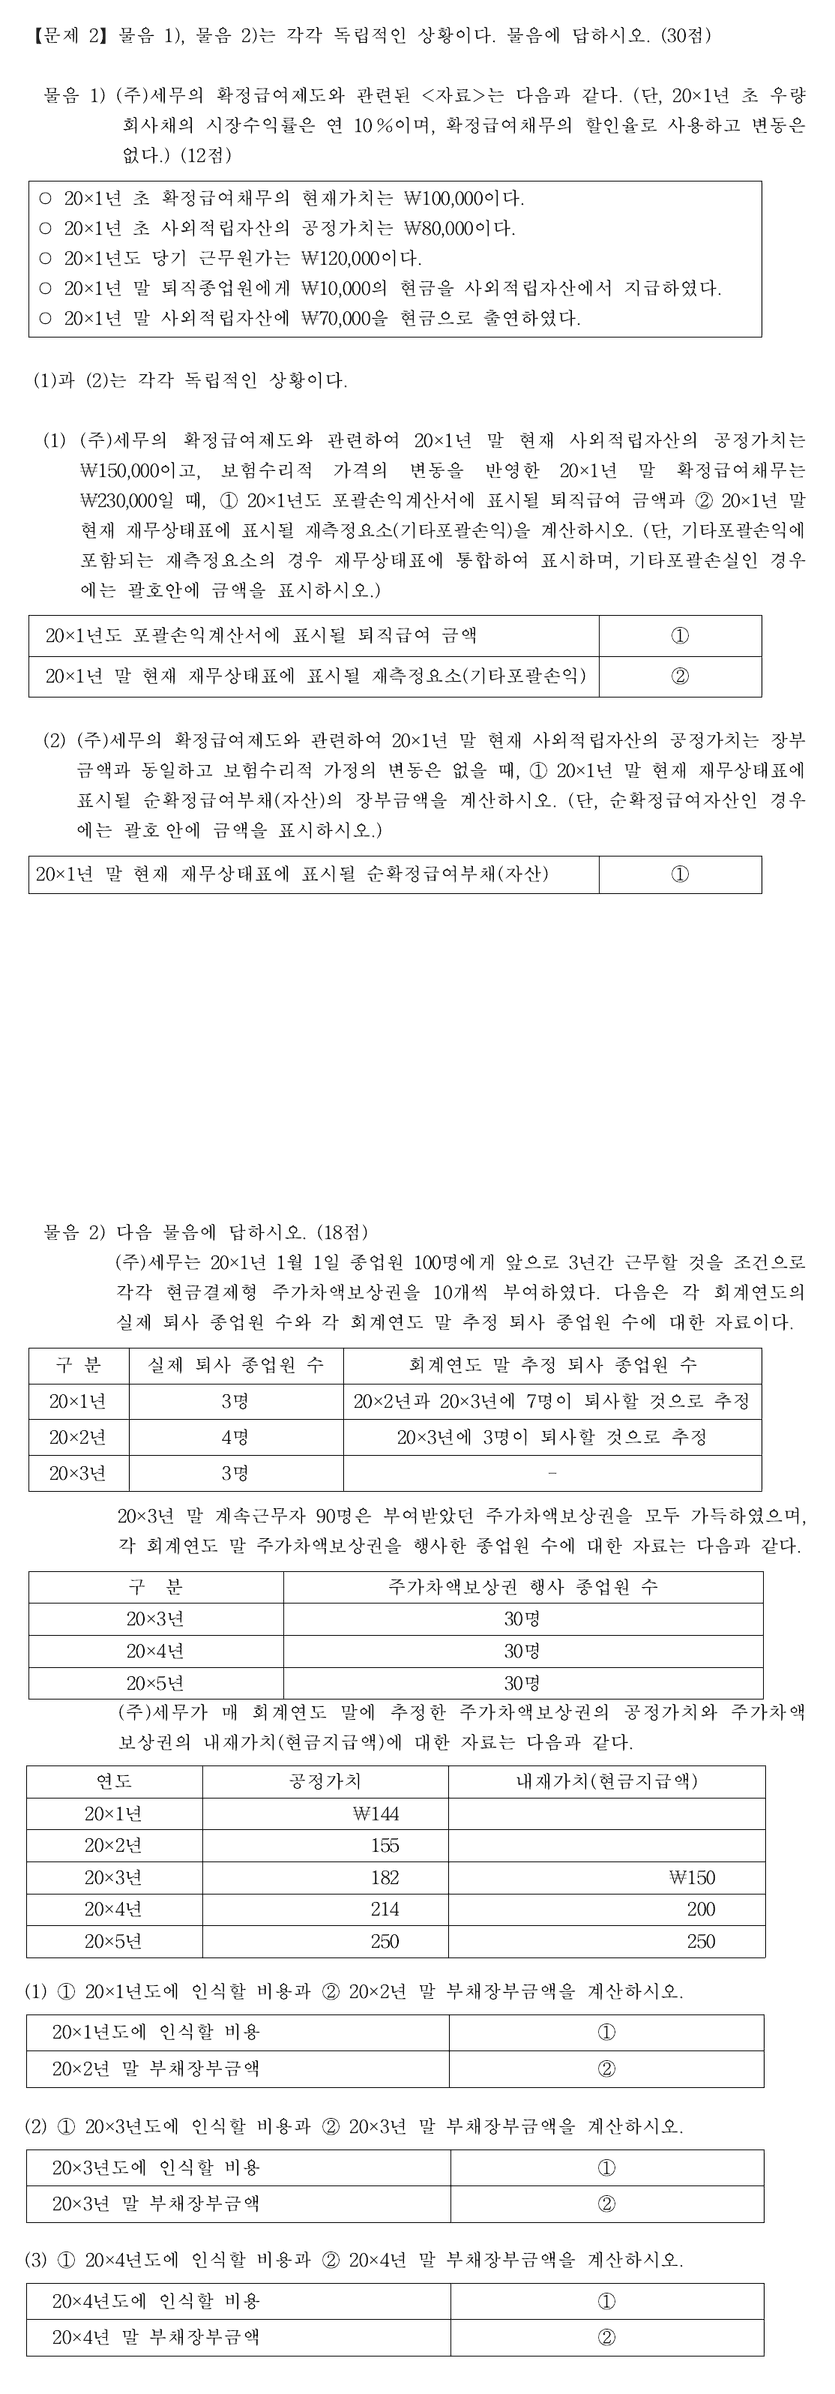 【문제 2】 물음 1), 물음 2)는 각각 독립적인 상황이다. 물음에 답하시오. (30점)
물음 1) (주)세무의 확정급여제도와 관련된 <자료>는 다음과 같다. (단, 20×1년 초 우량
회사채의 시장수익률은 연 10%이며, 확정급여채무의 할인율로 사용하고 변동은
없다.) (12점)
○ 20×1년 초 확정급여채무의 현재가치는 ₩100,000이다.
○ 20×1년 초 사외적립자산의 공정가치는 ₩80,000이다.
○ 20×1년도 당기 근무원가는 ₩120,000이다.
○ 20×1년 말 퇴직종업원에게 ₩10,000의 현금을 사외적립자산에서 지급하였다.
○ 20×1년 말 사외적립자산에 ₩70,000을 현금으로 출연하였다.
(1)과 (2)는 각각 독립적인 상황이다.
(1) (주)세무의 확정급여제도와 관련하여 20×1년 말 현재 사외적립자산의 공정가치는
₩150,000이고, 보험수리적 가격의 변동을 반영한 20×1년 말 확정급여채무는
₩230,000일 때, ① 20×1년도 포괄손익계산서에 표시될 퇴직급여 금액과 ② 20×1년 말
현재 재무상태표에 표시될 재측정요소(기타포괄손익)을 계산하시오. (단, 기타포괄손익에
포함되는 재측정요소의 경우 재무상태표에 통합하여 표시하며, 기타포괄손실인 경우
에는 괄호안에 금액을 표시하시오.)
20×1년도 포괄손익계산서에 표시될 퇴직급여 금액 ①
20×1년 말 현재 재무상태표에 표시될 재측정요소(기타포괄손익) ②
(2) (주)세무의 확정급여제도와 관련하여 20×1년 말 현재 사외적립자산의 공정가치는 장부
금액과 동일하고 보험수리적 가정의 변동은 없을 때, ① 20×1년 말 현재 재무상태표에
표시될 순확정급여부채(자산)의 장부금액을 계산하시오. (단, 순확정급여자산인 경우
에는 괄호 안에 금액을 표시하시오.)
20×1년 말 현재 재무상태표에 표시될 순확정급여부채(자산) ①
물음 2) 다음 물음에 답하시오. (18점)
(주)세무는 20×1년 1월 1일 종업원 100명에게 앞으로 3년간 근무할 것을 조건으로
각각 현금결제형 주가차액보상권을 10개씩 부여하였다. 다음은 각 회계연도의
실제 퇴사 종업원 수와 각 회계연도 말 추정 퇴사 종업원 수에 대한 자료이다.
구 분 실제 퇴사 종업원 수 회계연도 말 추정 퇴사 종업원 수
20×1년 3명 20×2년과 20×3년에 7명이 퇴사할 것으로 추정
20×2년 4명 20×3년에 3명이 퇴사할 것으로 추정
20×3년 3명 -
20×3년 말 계속근무자 90명은 부여받았던 주가차액보상권을 모두 가득하였으며,
각 회계연도 말 주가차액보상권을 행사한 종업원 수에 대한 자료는 다음과 같다.
구 분 주가차액보상권 행사 종업원 수
20×3년 30명
20×4년 30명
20×5년 30명
(주)세무가 매 회계연도 말에 추정한 주가차액보상권의 공정가치와 주가차액
보상권의 내재가치(현금지급액)에 대한 자료는 다음과 같다.
연도 공정가치 내재가치(현금지급액)
20×1년 ₩144
20×2년 155
20×3년 182 ₩150
20×4년 214 200
20×5년 250 250
(1) ① 20×1년도에 인식할 비용과 ② 20×2년 말 부채장부금액을 계산하시오.
20×1년도에 인식할 비용 ①
20×2년 말 부채장부금액 ②
(2) ① 20×3년도에 인식할 비용과 ② 20×3년 말 부채장부금액을 계산하시오.
20×3년도에 인식할 비용 ①
20×3년 말 부채장부금액 ②
(3) ① 20×4년도에 인식할 비용과 ② 20×4년 말 부채장부금액을 계산하시오.
20×4년도에 인식할 비용 ①
20×4년 말 부채장부금액 ②